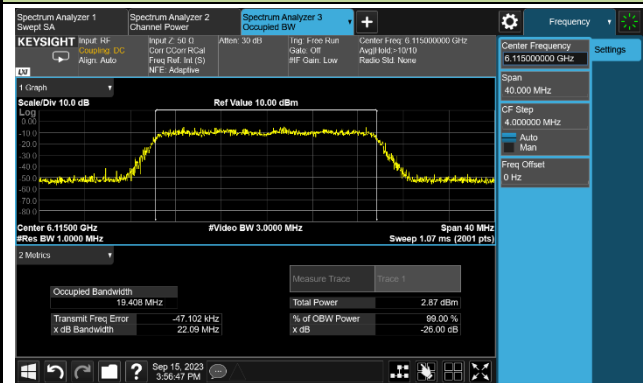 Spectrum Analyzer 1
Swept SA
Spectrum Analyzer 2
Channel Power
Spectrum Analyzer 3
Occupied BW
Frequency
KEYSIGHT
Input: RF
Coupling: DC
Align: Auto
Input Z: 50 Ω
Corr CCorr RCal
Freq Ref: Int (S)
NFE: Adaptive
Atten: 30 dB
Trig: Free Run
Gate: Off
#IF Gain: Low
Center Freq: 6.115000000 GHz
Avg|Hold:>10/10
Radio Std: None
LXI
Center Frequency
6.115000000 GHz
Settings
Span
40.000 MHz
CF Step
4.000000 MHz
Auto
Man
Freq Offset
0 Hz
1 Graph
Scale/Div 10.0 dB
Ref Value 10.00 dBm
Log
0.00
-10.0
-20.0
-30.0
-40.0
-50.0
-60.0
-70.0
-80.0
Center 6.11500 GHz
#Video BW 3.0000 MHz
Span 40 MHz
#Res BW 1.0000 MHz
Sweep 1.07 ms (2001 pts)
2 Metrics
Measure Trace
Trace 1
Occupied Bandwidth
19.408 MHz
Total Power
2.87 dBm
Transmit Freq Error
-47.102 kHz
% of OBW Power
99.00 %
x dB Bandwidth
22.09 MHz
x dB
-26.00 dB
?
Sep 15, 2023
3:56:47 PM